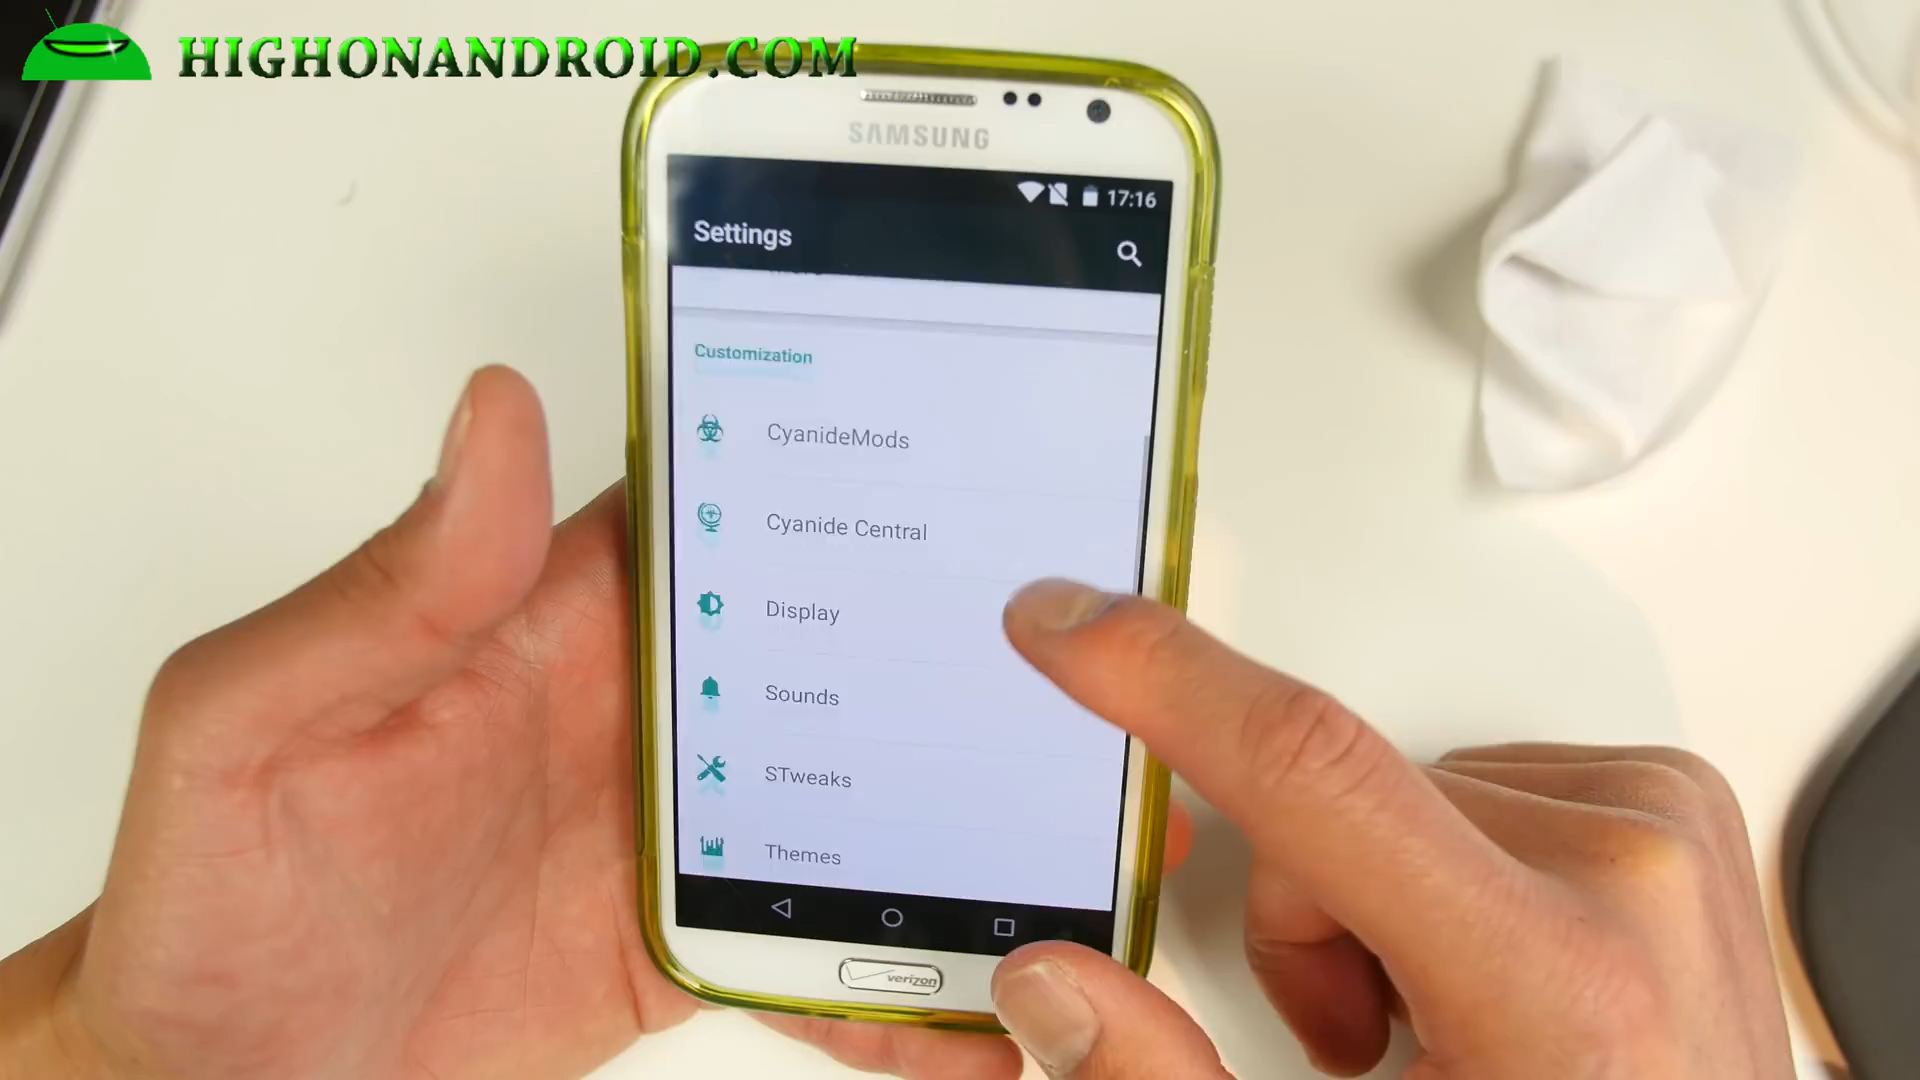 HIGHONANDROID.COM
SAMSUNG
17:16
Settings
Customization
CyanideMods
Cyanide Central
Display
Sounds
STweaks
Themes
verizon